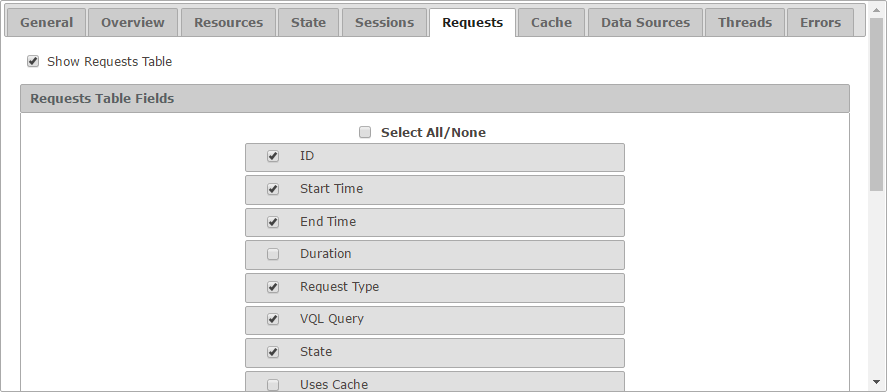 General Overview Resources State Sessions Requests Cache Data Sources Threads Errors
Show Requests Table
Requests Table Fields
Select All/None
ID
Start Time
End Time
Duration
Request Type
VQL Query
State
Uses Cache